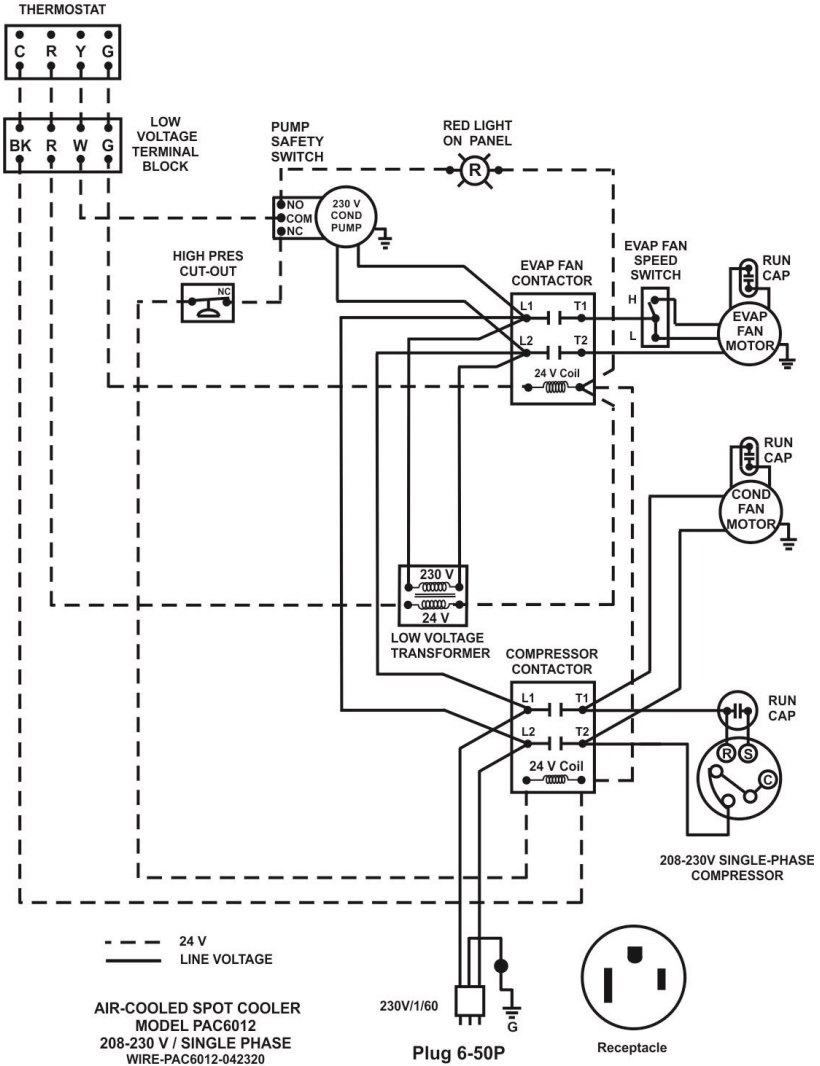 THERMOSTAT
C R Y G
LOW
VOLTAGE
TERMINAL
BLOCK
BK R W G
PUMP
SAFETY
SWITCH
RED LIGHT
ON PANEL
R
NO
COM
NC
230 V
COND
PUMP
HIGH PRES
CUT-OUT
NC
EVAP FAN
CONTACTOR
L1 T1
L2 T2
24 V Coil
EVAP FAN
SPEED
SWITCH
H
L
RUN
CAP
EVAP
FAN
MOTOR
RUN
CAP
COND
FAN
MOTOR
230 V
24 V
LOW VOLTAGE
TRANSFORMER
COMPRESSOR
CONTACTOR
L1 T1
L2 T2
24 V Coil
RUN
CAP
R S
C
208-230V SINGLE-PHASE
COMPRESSOR
24 V
LINE VOLTAGE
AIR-COOLED SPOT COOLER
MODEL PAC6012
208-230 V / SINGLE PHASE
WIRE-PAC6012-042320
230V/1/60
G
Plug 6-50P
Receptacle